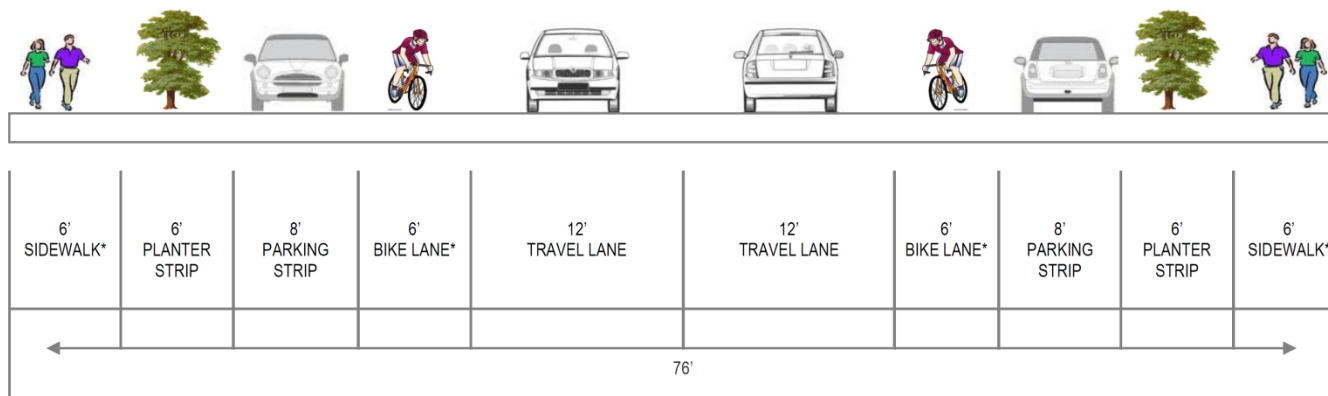 6’
SIDEWALK*
6’
PLANTER
STRIP
8’
PARKING
STRIP
6’
BIKE LANE*
12’
TRAVEL LANE
12’
TRAVEL LANE
6’
BIKE LANE*
8’
PARKING
STRIP
6’
PLANTER
STRIP
6’
SIDEWALK*
76’